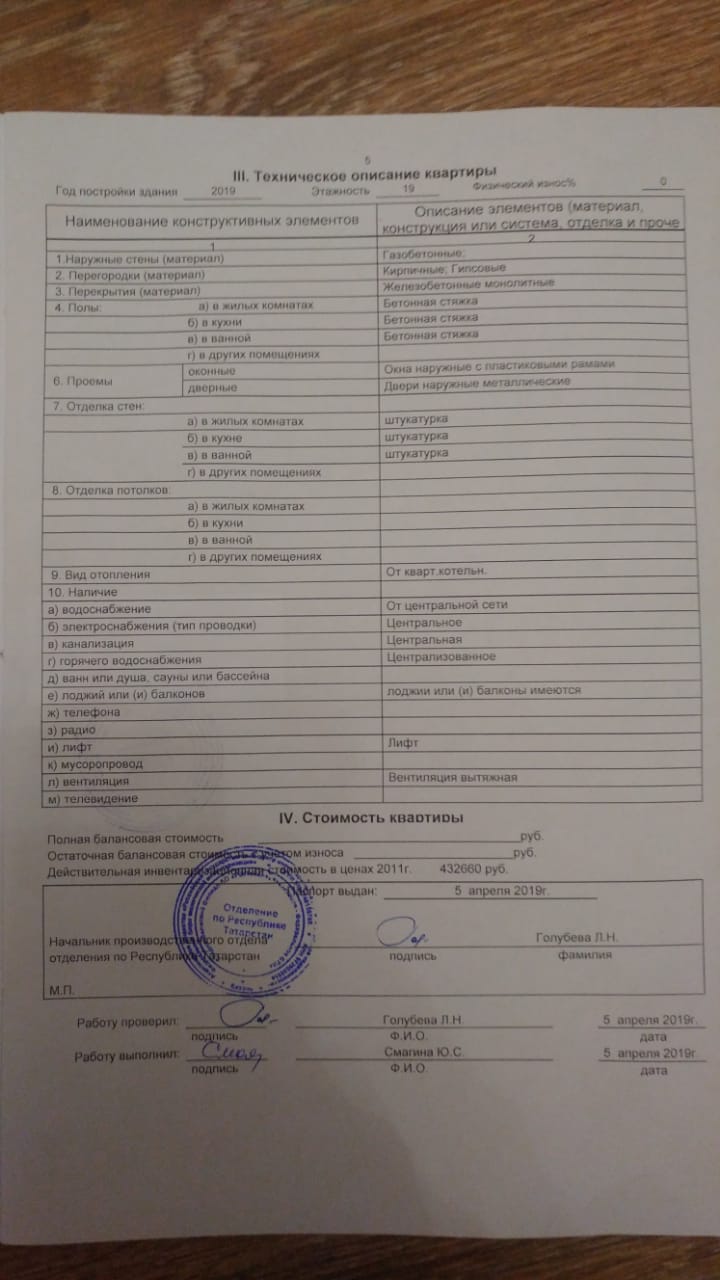 5
III. Техническое описание квартиры
Год постройки здания 2019 Этажность 19 Физический износ% 0
Наименование конструктивных элементов Описание элементов (материал, конструкция или система, отделка и проче
1 2
1.Наружные стены (материал) Газобетонные;
2. Перегородки (материал) Кирпичные; Гипсовые
3. Перекрытия (материал) Железобетонные монолитные
4. Полы: а) в жилых комнатах Бетонная стяжка
б) в кухни Бетонная стяжка
в) в ванной Бетонная стяжка
г) в других помещениях
6. Проемы оконные Окна наружные с пластиковыми рамами
дверные Двери наружные металлические
7. Отделка стен:
а) в жилых комнатах штукатурка
б) в кухне штукатурка
в) в ванной штукатурка
г) в других помещениях
8. Отделка потолков:
а) в жилых комнатах
б) в кухни
в) в ванной
г) в других помещениях
9. Вид отопления От кварт.котельн.
10. Наличие
а) водоснабжение От центральной сети
б) электроснабжения (тип проводки) Центральное
в) канализация Центральная
г) горячего водоснабжения Централизованное
д) ванн или душа, сауны или бассейна
е) лоджий или (и) балконов лоджии или (и) балконы имеются
ж) телефона
з) радио
и) лифт Лифт
к) мусоропровод
л) вентиляция Вентиляция вытяжная
м) телевидение
IV. Стоимость квартиры
Полная балансовая стоимость руб.
Остаточная балансовая стоимость с учетом износа руб.
Действительная инвентаризационная стоимость в ценах 2011г. 432660 руб.
Паспорт выдан: 5 апреля 2019г.
Отделение
по Республике
Татарстан
Начальник производственного отдела Голубева Л.Н.
отделения по Республике Татарстан подпись фамилия
М.П.
Работу проверил: Голубева Л.Н. 5 апреля 2019г.
подпись Ф.И.О. дата
Работу выполнил: Смагина Ю.С. 5 апреля 2019г.
подпись Ф.И.О. дата